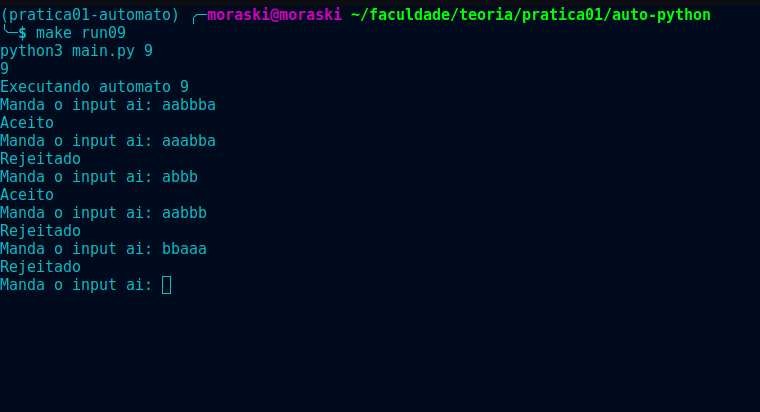 (pratica01-automato) ╭─moraski@moraski ~/faculdade/teoria/pratica01/auto-python
╰─$ make run09
python3 main.py 9
9
Executando automato 9
Manda o input ai: aabbba
Aceito
Manda o input ai: aaabba
Rejeitado
Manda o input ai: abbb
Aceito
Manda o input ai: aabbb
Rejeitado
Manda o input ai: bbaaa
Rejeitado
Manda o input ai: